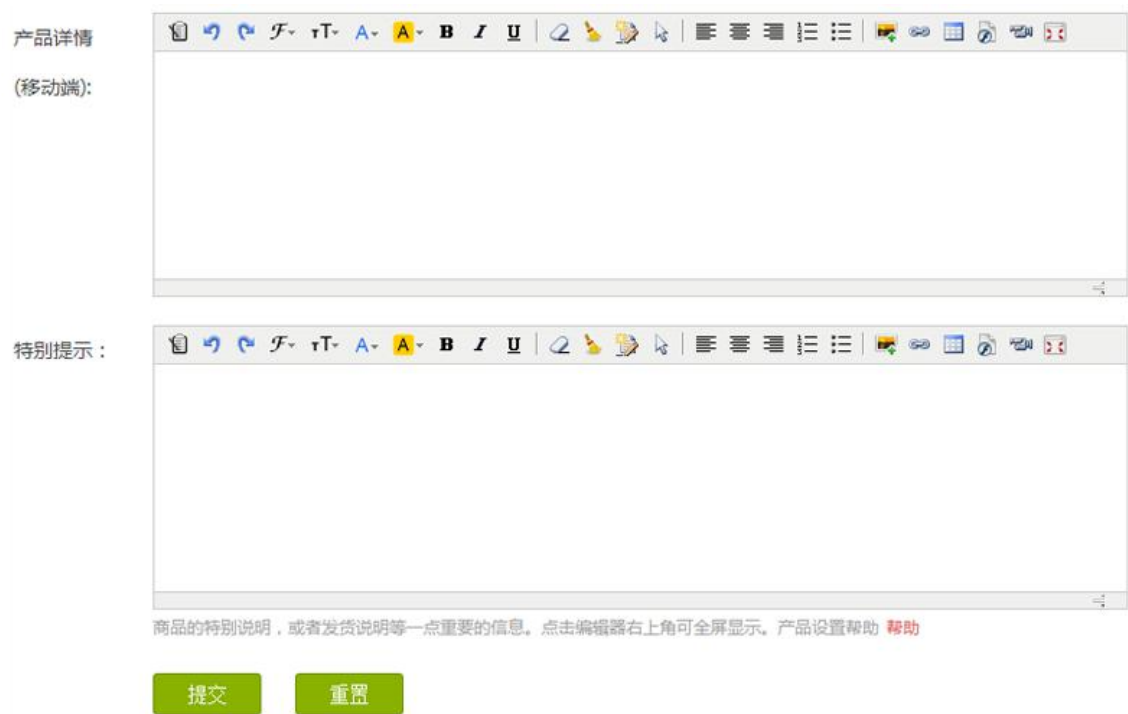 产品详情
(移动端):
特别提示：
商品的特别说明，或者发货说明等一点重要的信息。点击编辑器右上角可全屏显示。产品设置帮助 帮助
提交 重置